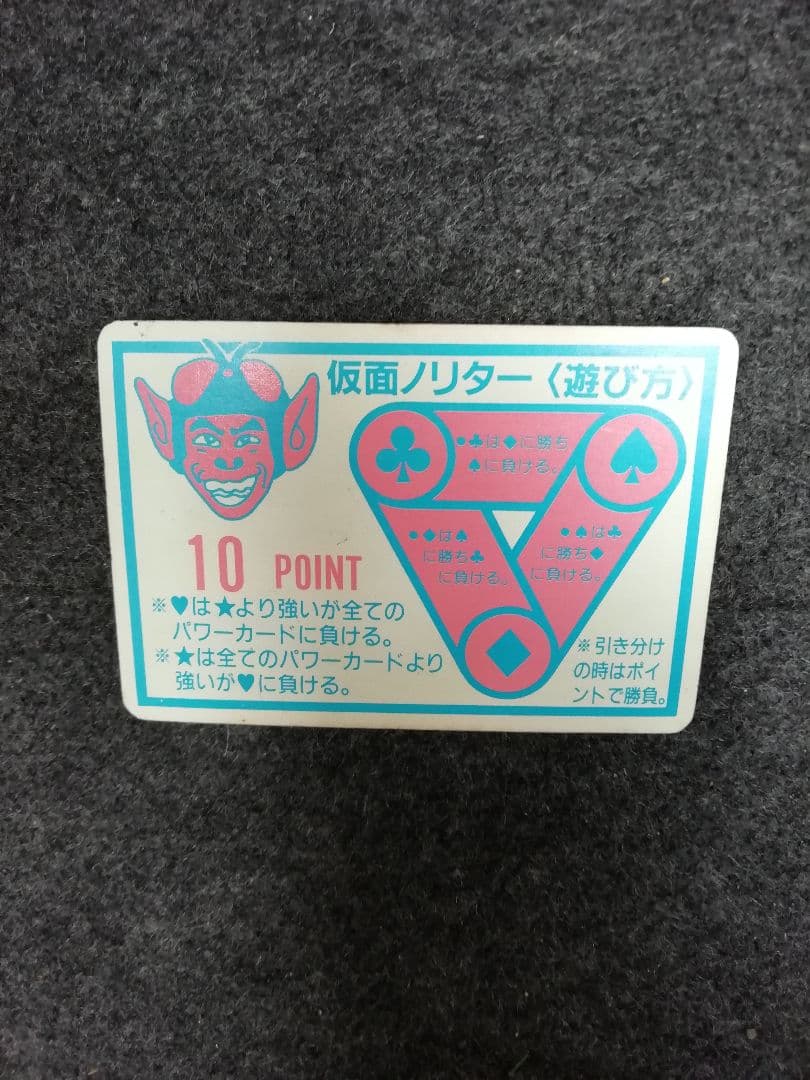 仮面ノリター〈遊び方〉
●♣は◆に勝ち
♠に負ける。
●◆は♠
に勝ち♣
に負ける。
●♠は♣
に勝ち◆
に負ける。
10 POINT
※♥は★より強いが全ての
パワーカードに負ける。
※★は全てのパワーカードより
強いが♥に負ける。
※引き分け
の時はポイ
ントで勝負。